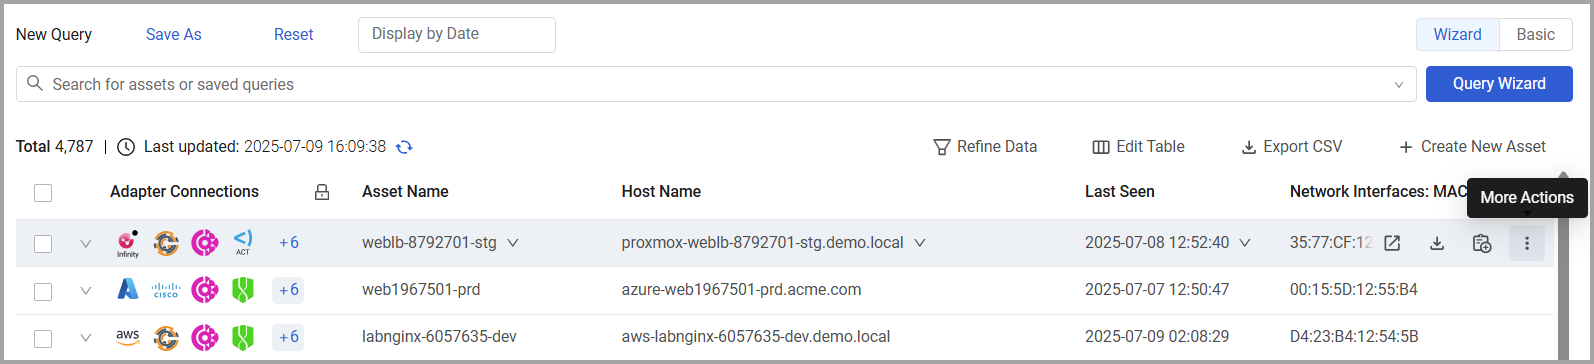 New Query Save As Reset Display by Date Wizard Basic
Search for assets or saved queries Query Wizard
Total 4,787 | Last updated: 2025-07-09 16:09:38 Refine Data Edit Table Export CSV + Create New Asset
Adapter Connections Asset Name Host Name Last Seen Network Interfaces: MAC
More Actions
Infinity ACT +6 weblb-8792701-stg proxmox-weblb-8792701-stg.demo.local 2025-07-08 12:52:40 35:77:CF:12
cisco +6 web1967501-prd azure-web1967501-prd.acme.com 2025-07-07 12:50:47 00:15:5D:12:55:B4
aws +6 labnginx-6057635-dev aws-labnginx-6057635-dev.demo.local 2025-07-09 02:08:29 D4:23:B4:12:54:5B